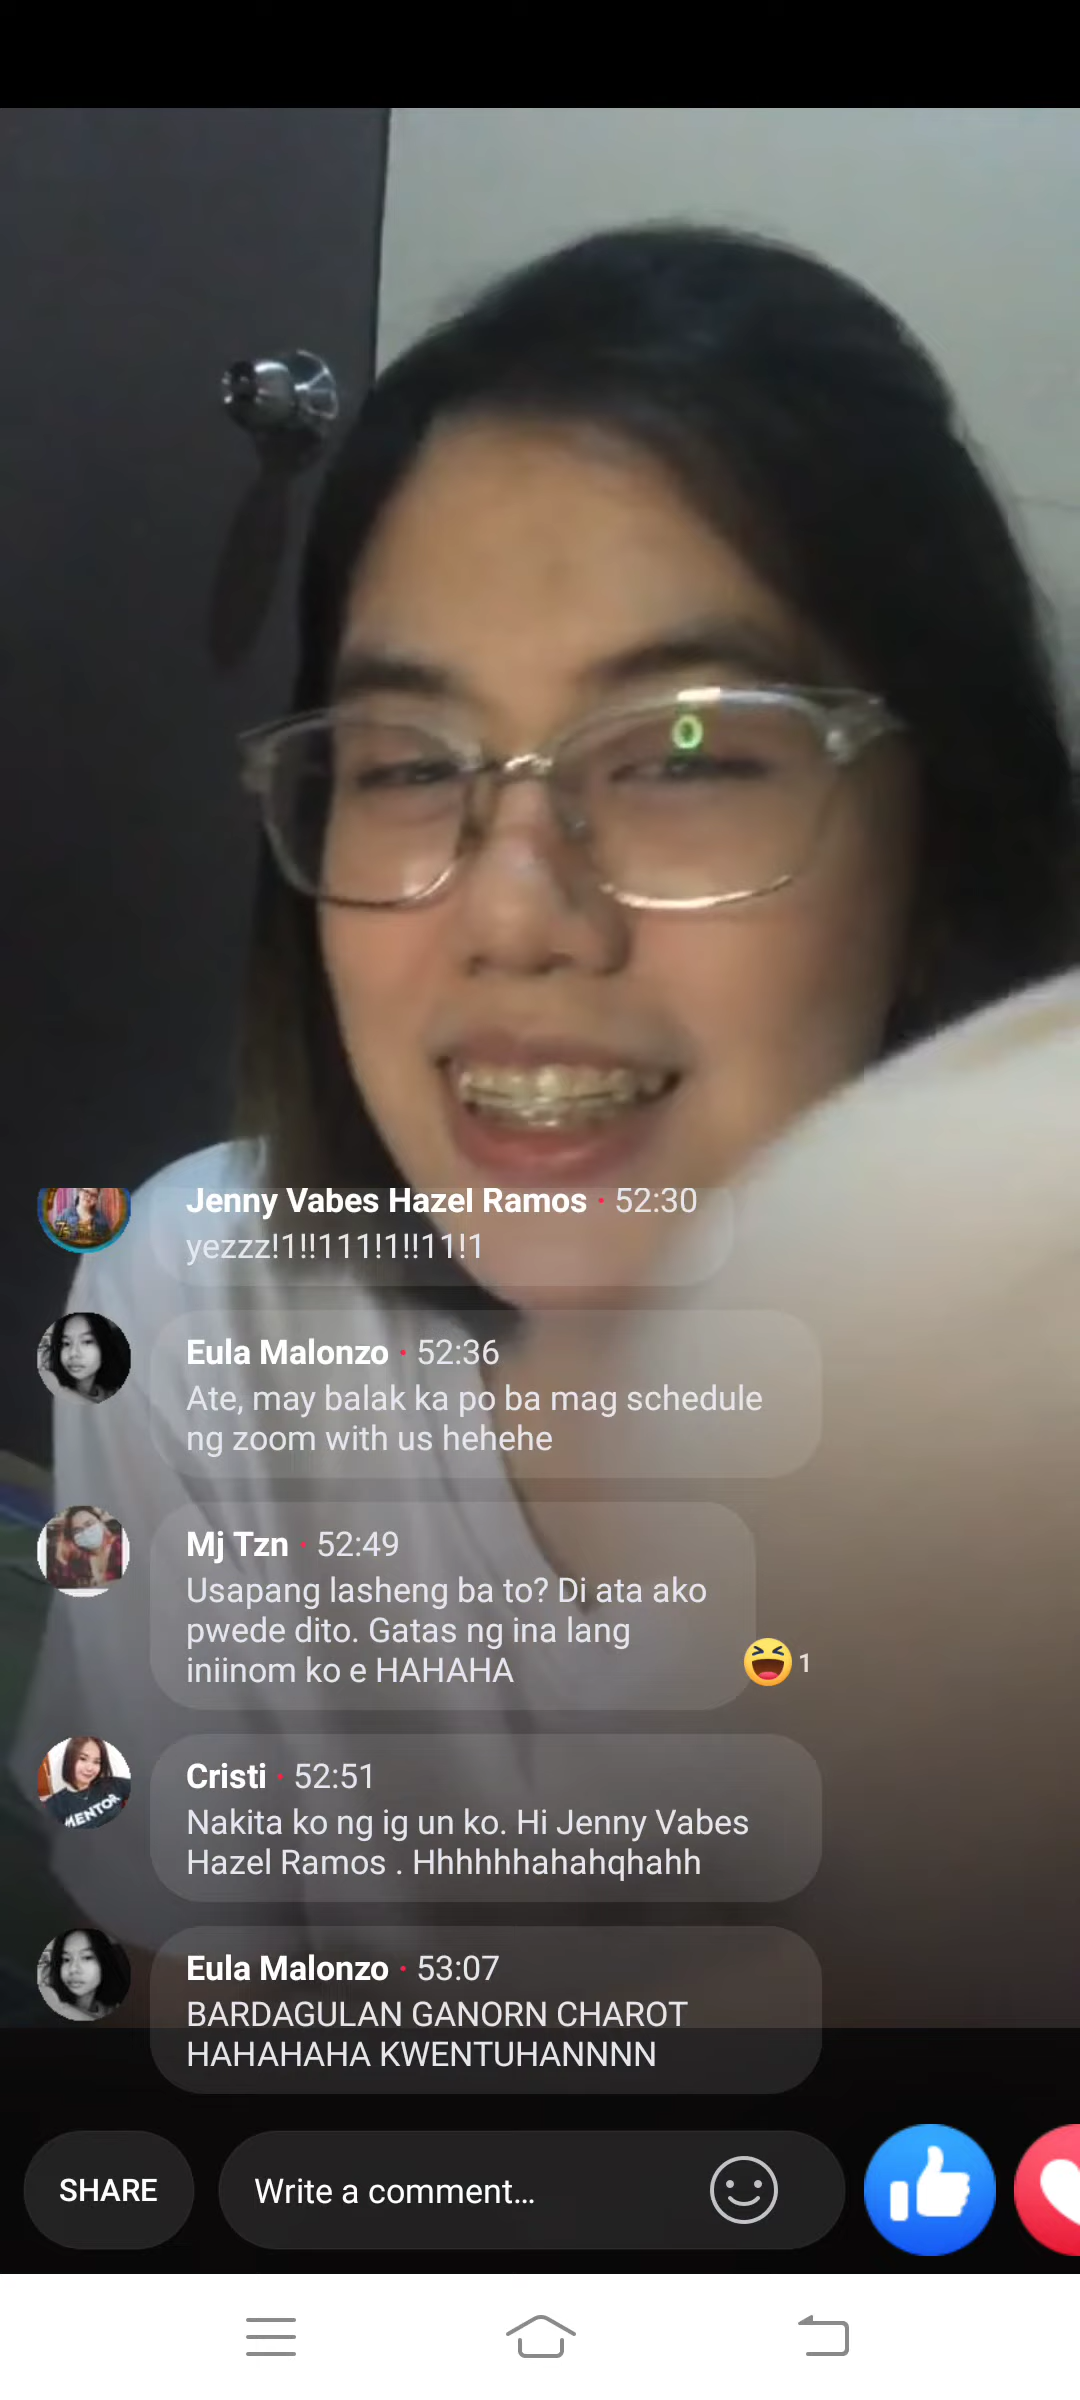 Jenny Vabes Hazel Ramos · 52:30
yezzz!1!!111!1!!11!1
Eula Malonzo · 52:36
Ate, may balak ka po ba mag schedule
ng zoom with us hehehe
Mj Tzn · 52:49
Usapang lasheng ba to? Di ata ako
pwede dito. Gatas ng ina lang
iniinom ko e HAHAHA
1
Cristi · 52:51
Nakita ko ng ig un ko. Hi Jenny Vabes
Hazel Ramos . Hhhhhhahahqhahh
MENTOR
Eula Malonzo · 53:07
BARDAGULAN GANORN CHAROT
HAHAHAHA KWENTUHANNNN
SHARE
Write a comment...